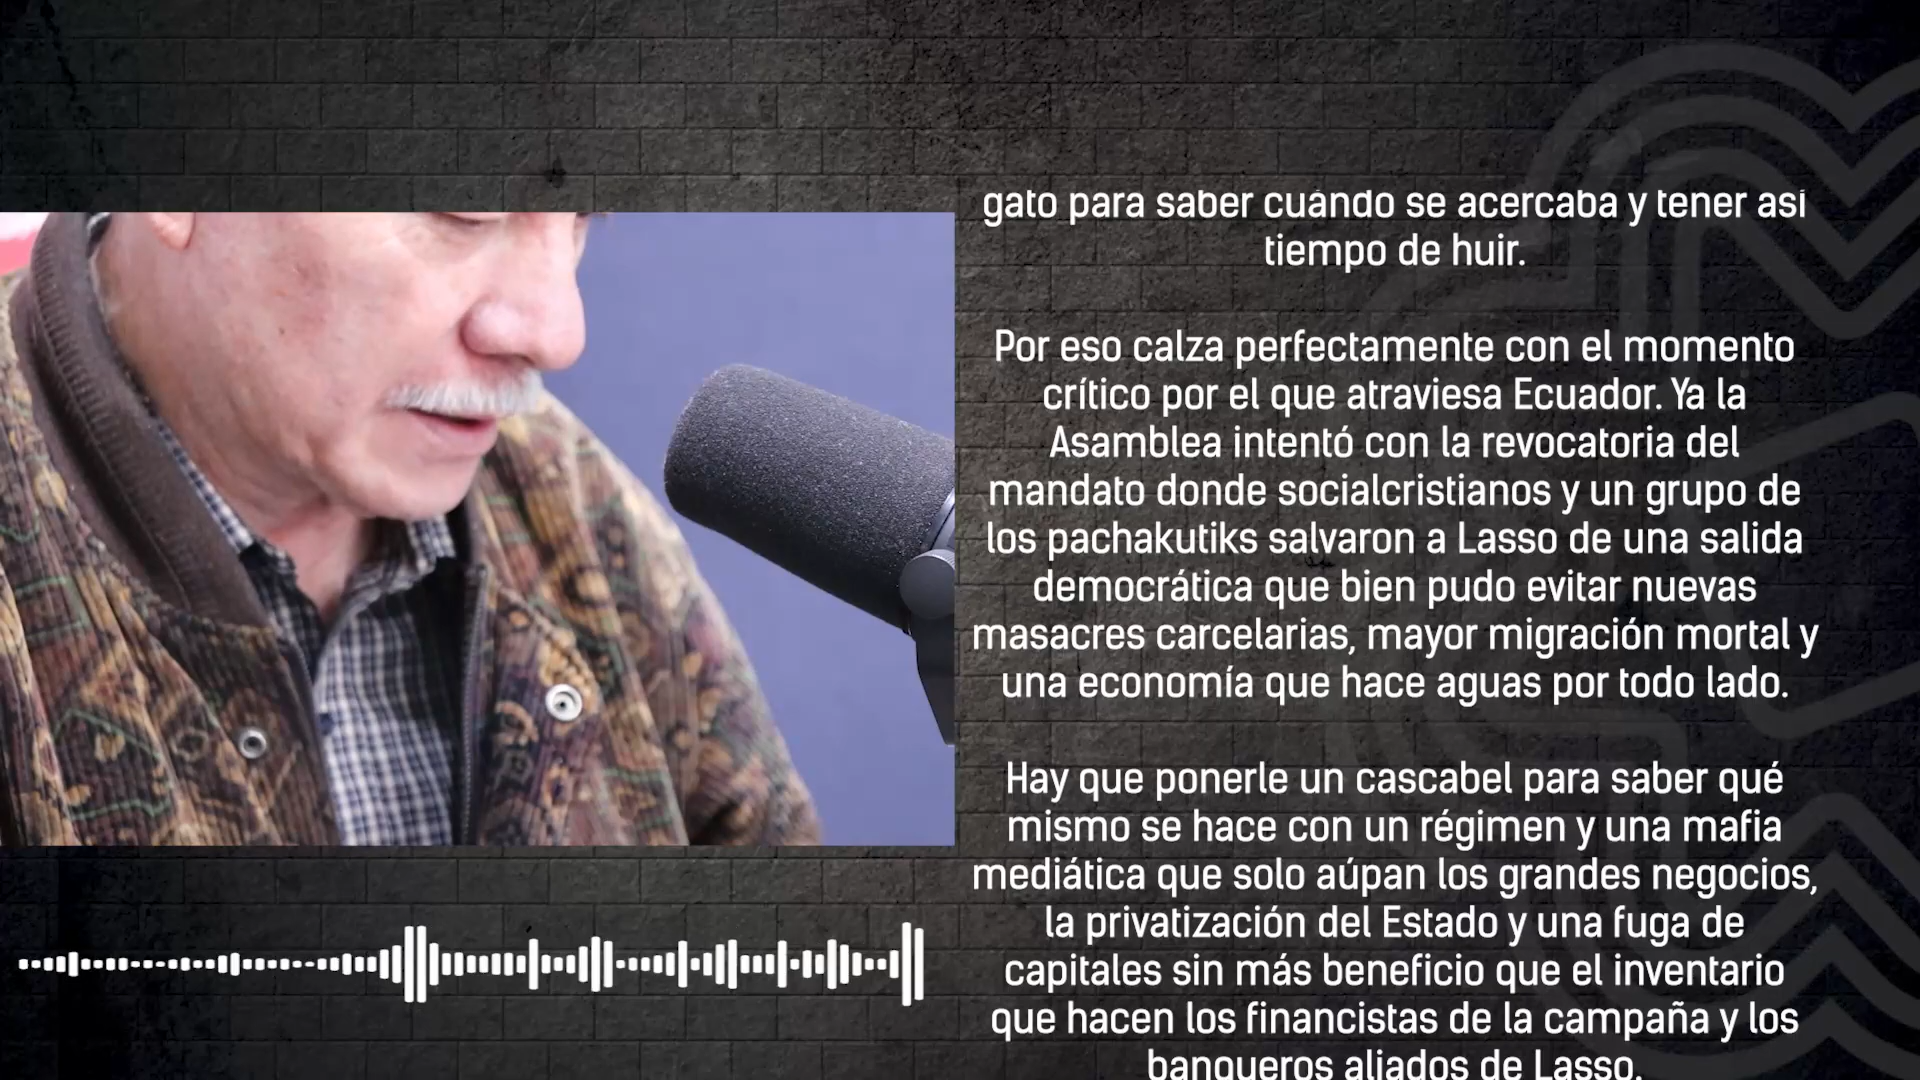 gato para saber cuándo se acercaba y tener así
tiempo de huir.
Por eso calza perfectamente con el momento
crítico por el que atraviesa Ecuador. Ya la
Asamblea intentó con la revocatoria del
mandato donde socialcristianos y un grupo de
los pachakutiks salvaron a Lasso de una salida
democrática que bien pudo evitar nuevas
masacres carcelarias, mayor migración mortal y
una economía que hace aguas por todo lado.
Hay que ponerle un cascabel para saber qué
mismo se hace con un régimen y una mafia
mediática que solo aúpan los grandes negocios,
la privatización del Estado y una fuga de
capitales sin más beneficio que el inventario
que hacen los financistas de la campaña y los
banqueros aliados de Lasso.